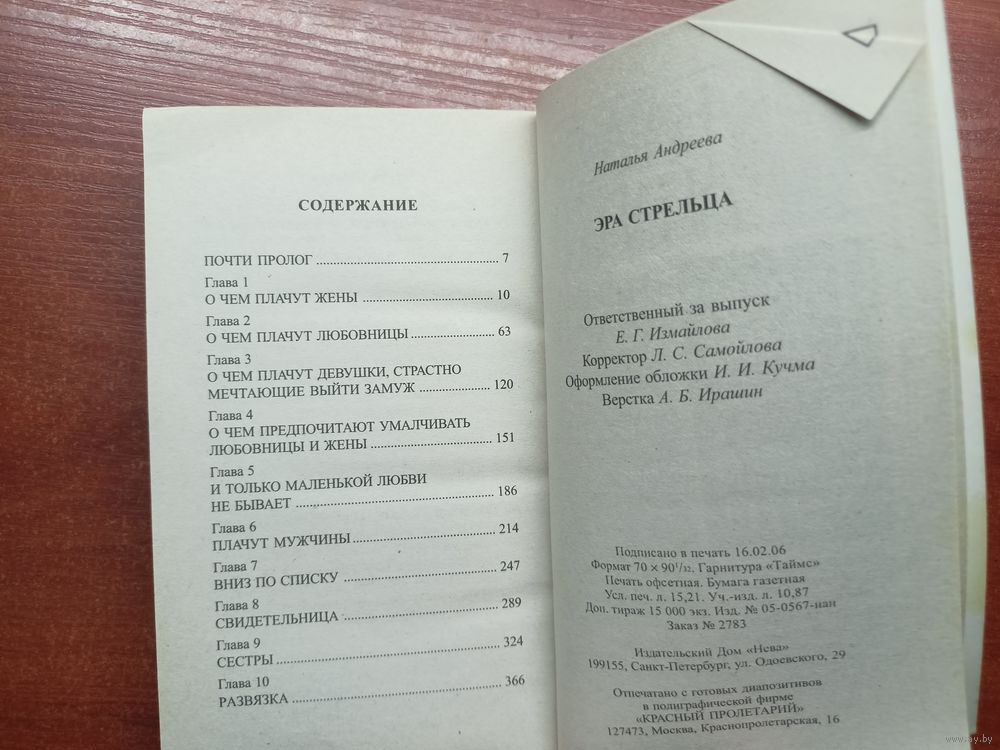 СОДЕРЖАНИЕ
ПОЧТИ ПРОЛОГ ........ 7
Глава 1
О ЧЕМ ПЛАЧУТ ЖЕНЫ ........ 10
Глава 2
О ЧЕМ ПЛАЧУТ ЛЮБОВНИЦЫ ........ 63
Глава 3
О ЧЕМ ПЛАЧУТ ДЕВУШКИ, СТРАСТНО
МЕЧТАЮЩИЕ ВЫЙТИ ЗАМУЖ ........ 120
Глава 4
О ЧЕМ ПРЕДПОЧИТАЮТ УМАЛЧИВАТЬ
ЛЮБОВНИЦЫ И ЖЕНЫ ........ 151
Глава 5
И ТОЛЬКО МАЛЕНЬКОЙ ЛЮБВИ
НЕ БЫВАЕТ ........ 186
Глава 6
ПЛАЧУТ МУЖЧИНЫ ........ 214
Глава 7
ВНИЗ ПО СПИСКУ ........ 247
Глава 8
СВИДЕТЕЛЬНИЦА ........ 289
Глава 9
СЕСТРЫ ........ 324
Глава 10
РАЗВЯЗКА ........ 366
Наталья Андреева
ЭРА СТРЕЛЬЦА
Ответственный за выпуск
Е. Г. Измайлова
Корректор Л. С. Самойлова
Оформление обложки И. И. Кучма
Верстка А. Б. Ирашин
Подписано в печать 16.02.06
Формат 70 × 90 1/32. Гарнитура «Таймс»
Печать офсетная. Бумага газетная
Усл. печ. л. 15,21. Уч.-изд. л. 10,87
Доп. тираж 15 000 экз. Изд. № 05-0567-нан
Заказ № 2783
Издательский Дом «Нева»
199155, Санкт-Петербург, ул. Одоевского, 29
Отпечатано с готовых диапозитивов
в полиграфической фирме
«КРАСНЫЙ ПРОЛЕТАРИЙ»
127473, Москва, Краснопролетарская, 16
www.ay.by